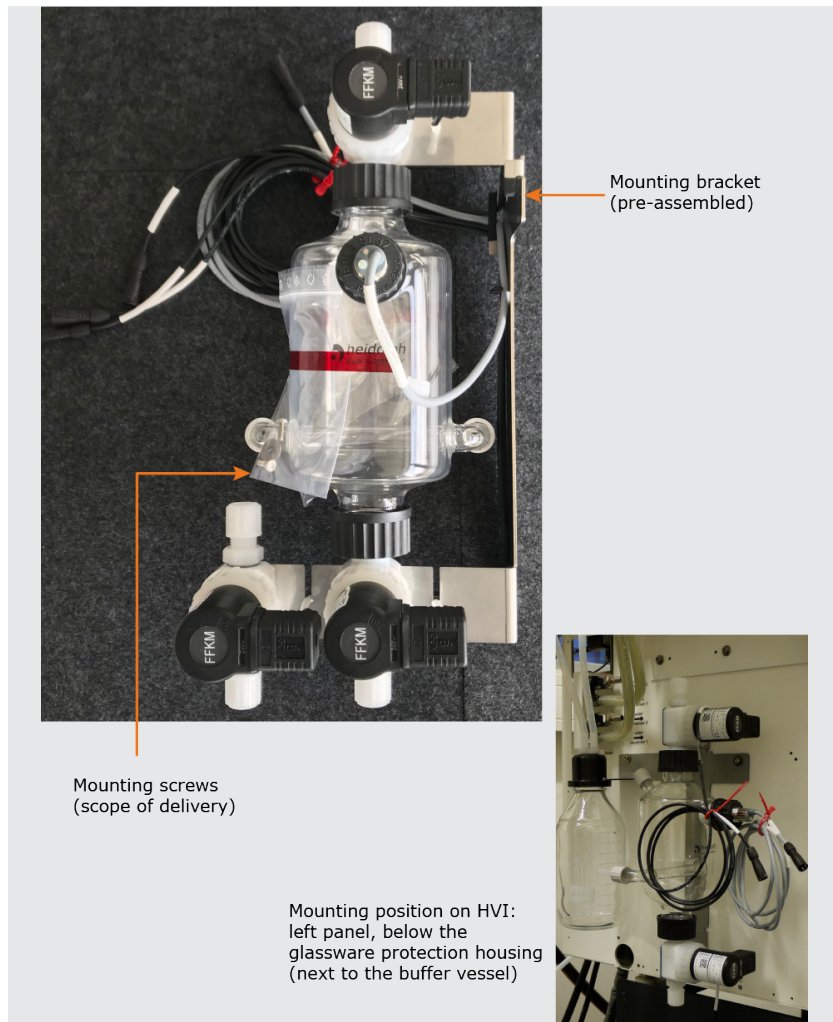 FFKM
Mounting bracket
(pre-assembled)
heidolph
FFKM
FFKM
Mounting screws
(scope of delivery)
Mounting position on HVI:
left panel, below the
glassware protection housing
(next to the buffer vessel)